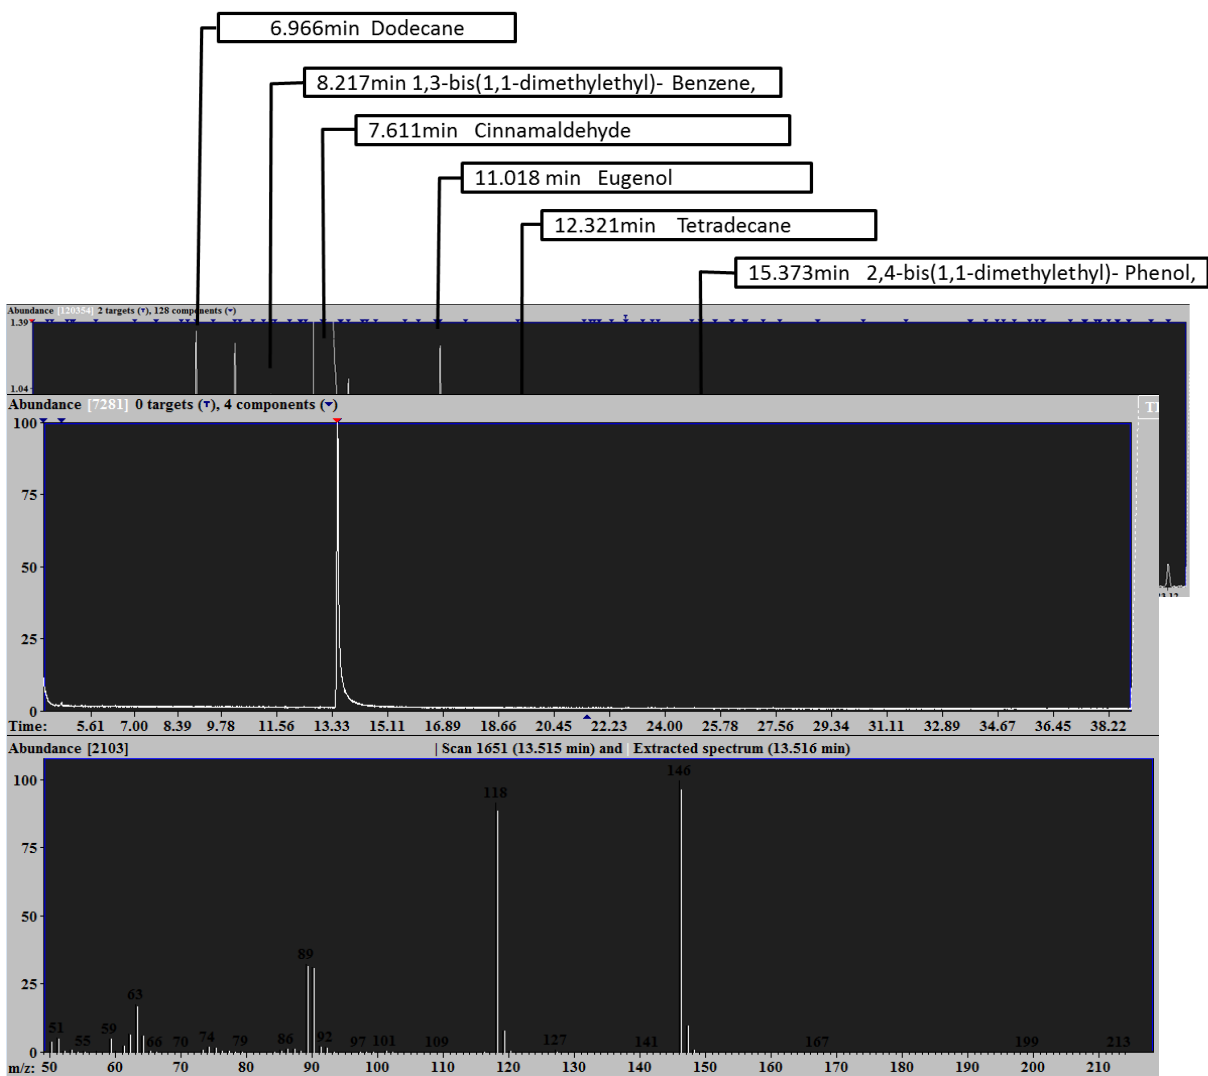 6.966min Dodecane
8.217min 1,3-bis(1,1-dimethylethyl)- Benzene,
7.611min Cinnamaldehyde
11.018 min Eugenol
12.321min Tetradecane
15.373min 2,4-bis(1,1-dimethylethyl)- Phenol,
Abundance [120354] 2 targets (T), 128 components (▾)
1.39
1.04
Abundance [7281] 0 targets (T), 4 components (▾)
100
75
50
25
0
Time: 5.61 7.00 8.39 9.78 11.56 13.33 15.11 16.89 18.66 20.45 22.23 24.00 25.78 27.56 29.34 31.11 32.89 34.67 36.45 38.22
Abundance [2103] | Scan 1651 (13.515 min) and | Extracted spectrum (13.516 min)
100
146
118
75
50
89
25
63
51 55 59 66 70 74 79 86 92 97 101 109 127 141 167 199 213
0
m/z: 50 60 70 80 90 100 110 120 130 140 150 160 170 180 190 200 210